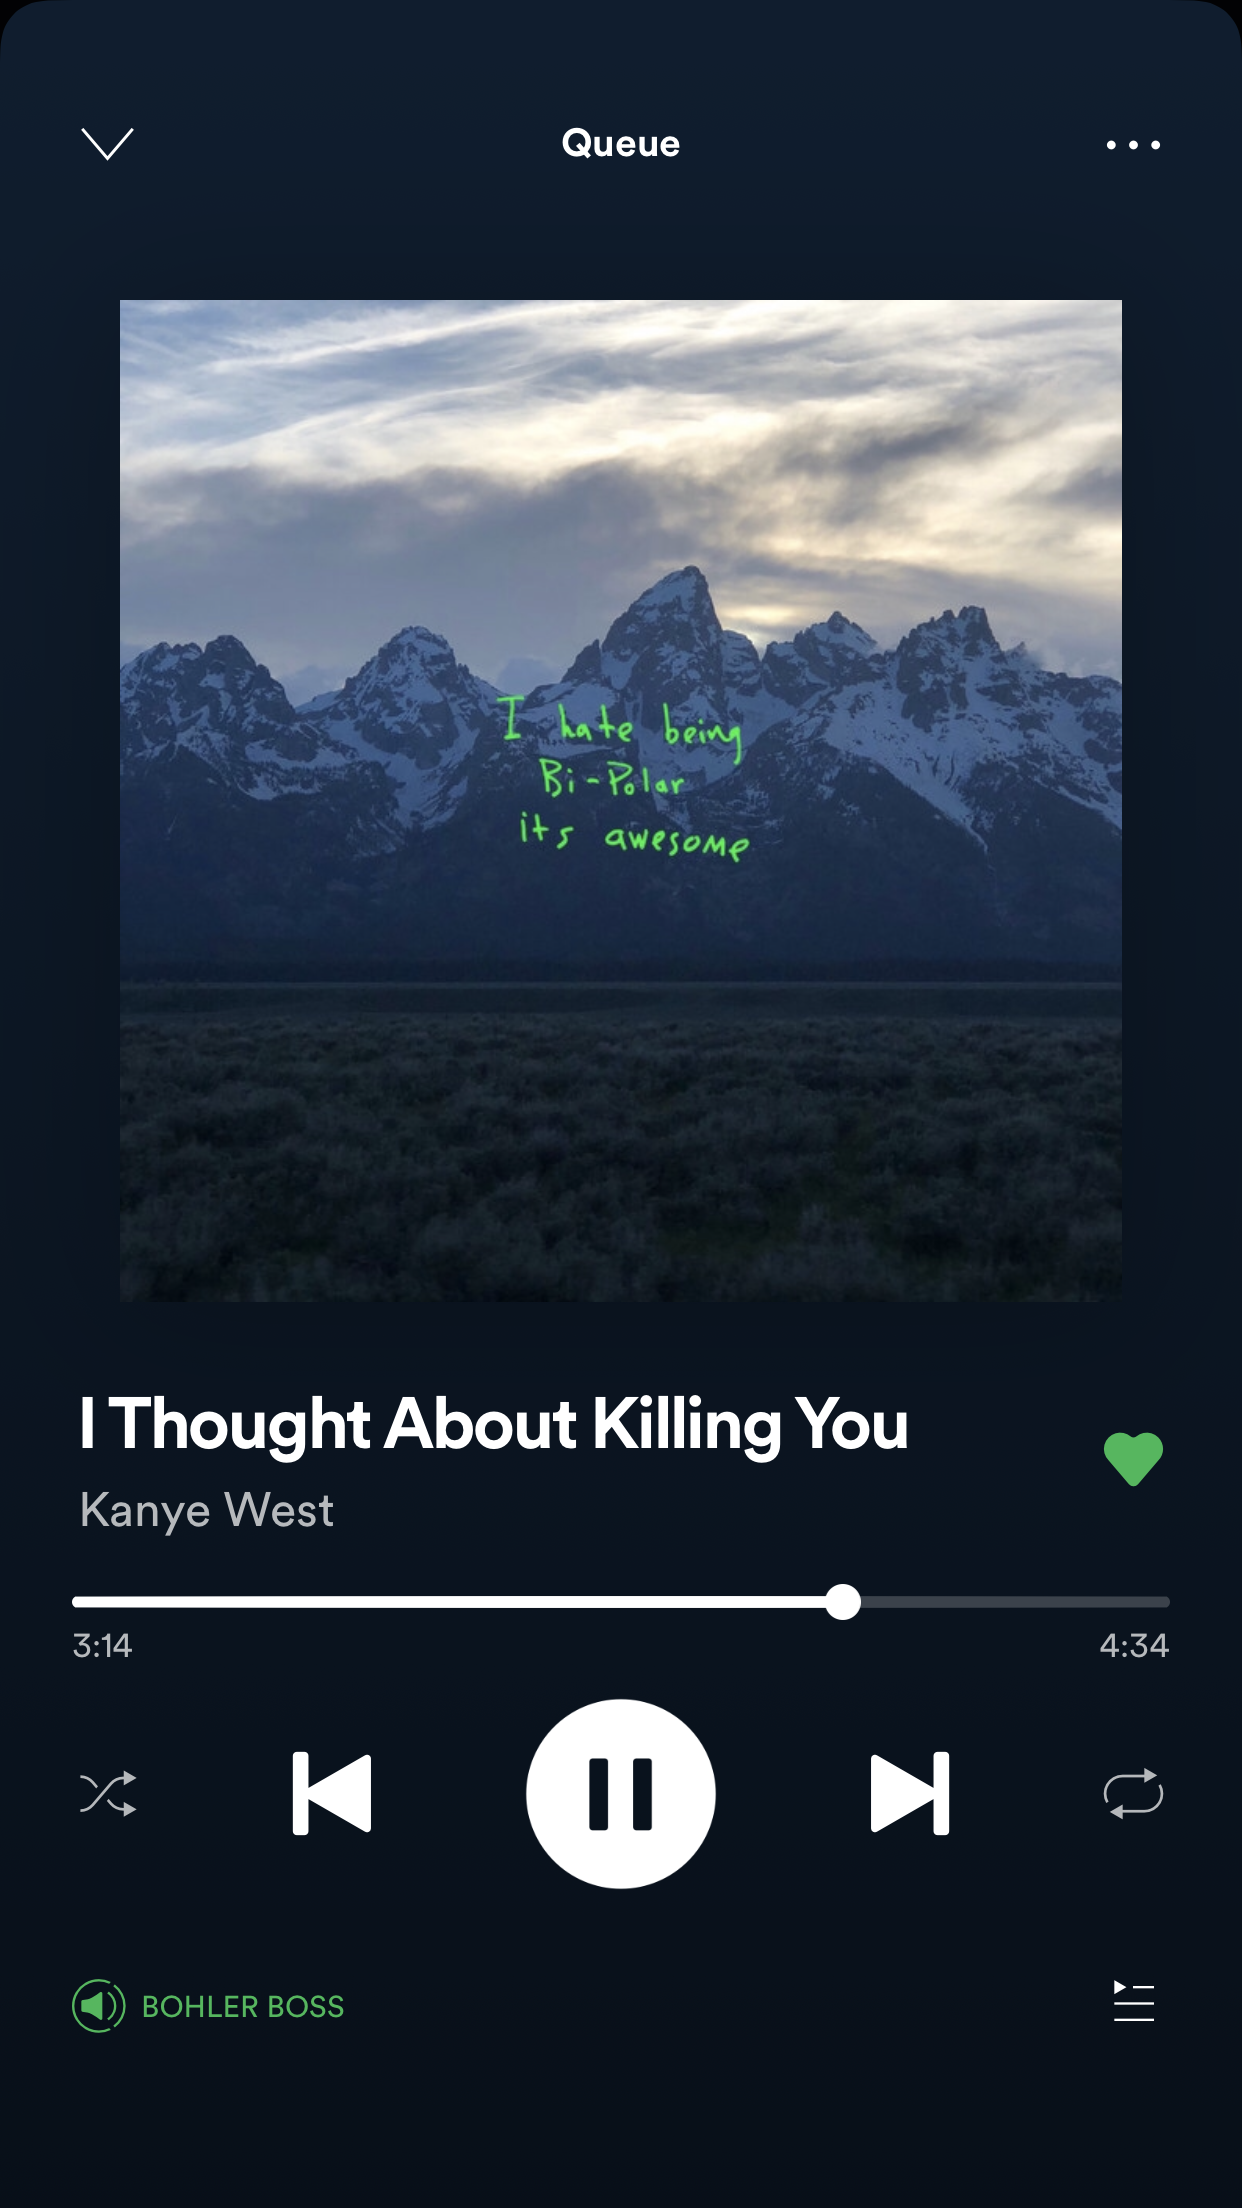 Queue
I hate being
Bi-Polar
its awesome
I Thought About Killing You
Kanye West
3:14
4:34
BOHLER BOSS